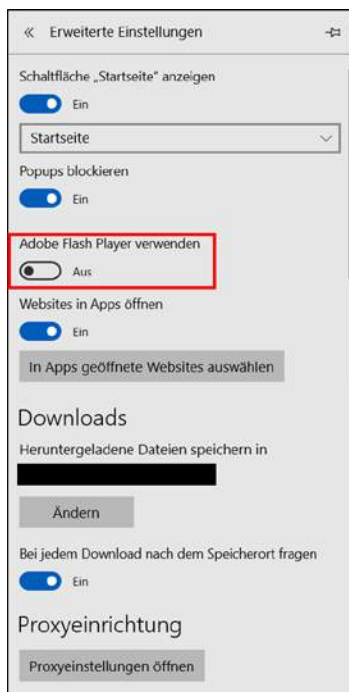 Erweiterte Einstellungen
Schaltfläche „Startseite" anzeigen
Ein
Startseite
Popups blockieren
Ein
Adobe Flash Player verwenden
Aus
Websites in Apps öffnen
Ein
In Apps geöffnete Websites auswählen
Downloads
Heruntergeladene Dateien speichern in
Ändern
Bei jedem Download nach dem Speicherort fragen
Ein
Proxyeinrichtung
Proxyeinstellungen öffnen